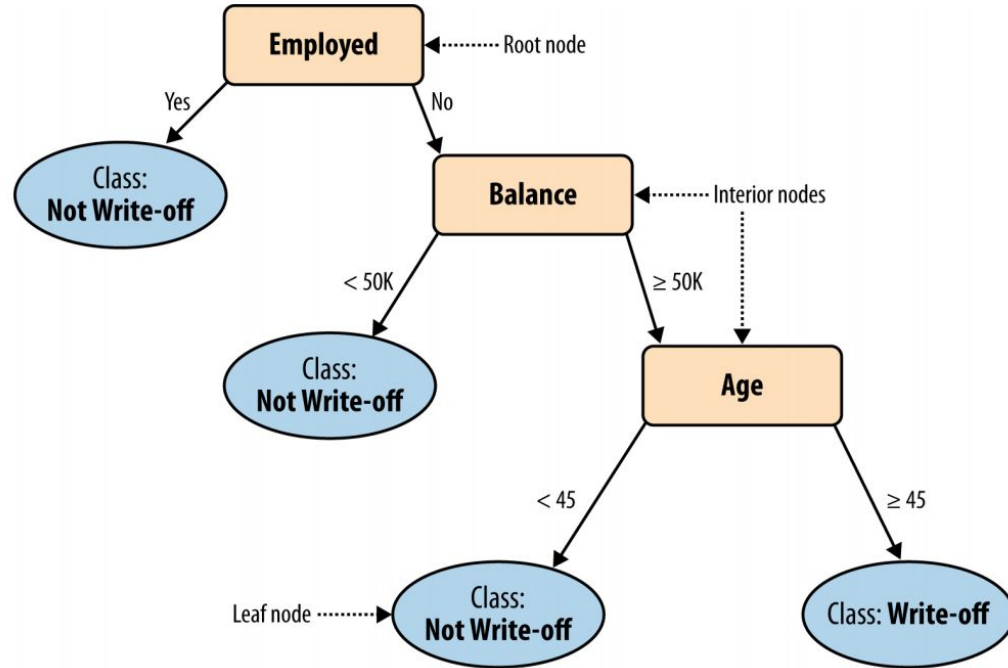 Employed
Root node
Yes
No
Class:
Not Write-off
Balance
Interior nodes
< 50K
≥ 50K
Class:
Not Write-off
Age
< 45
≥ 45
Leaf node
Class:
Not Write-off
Class: Write-off